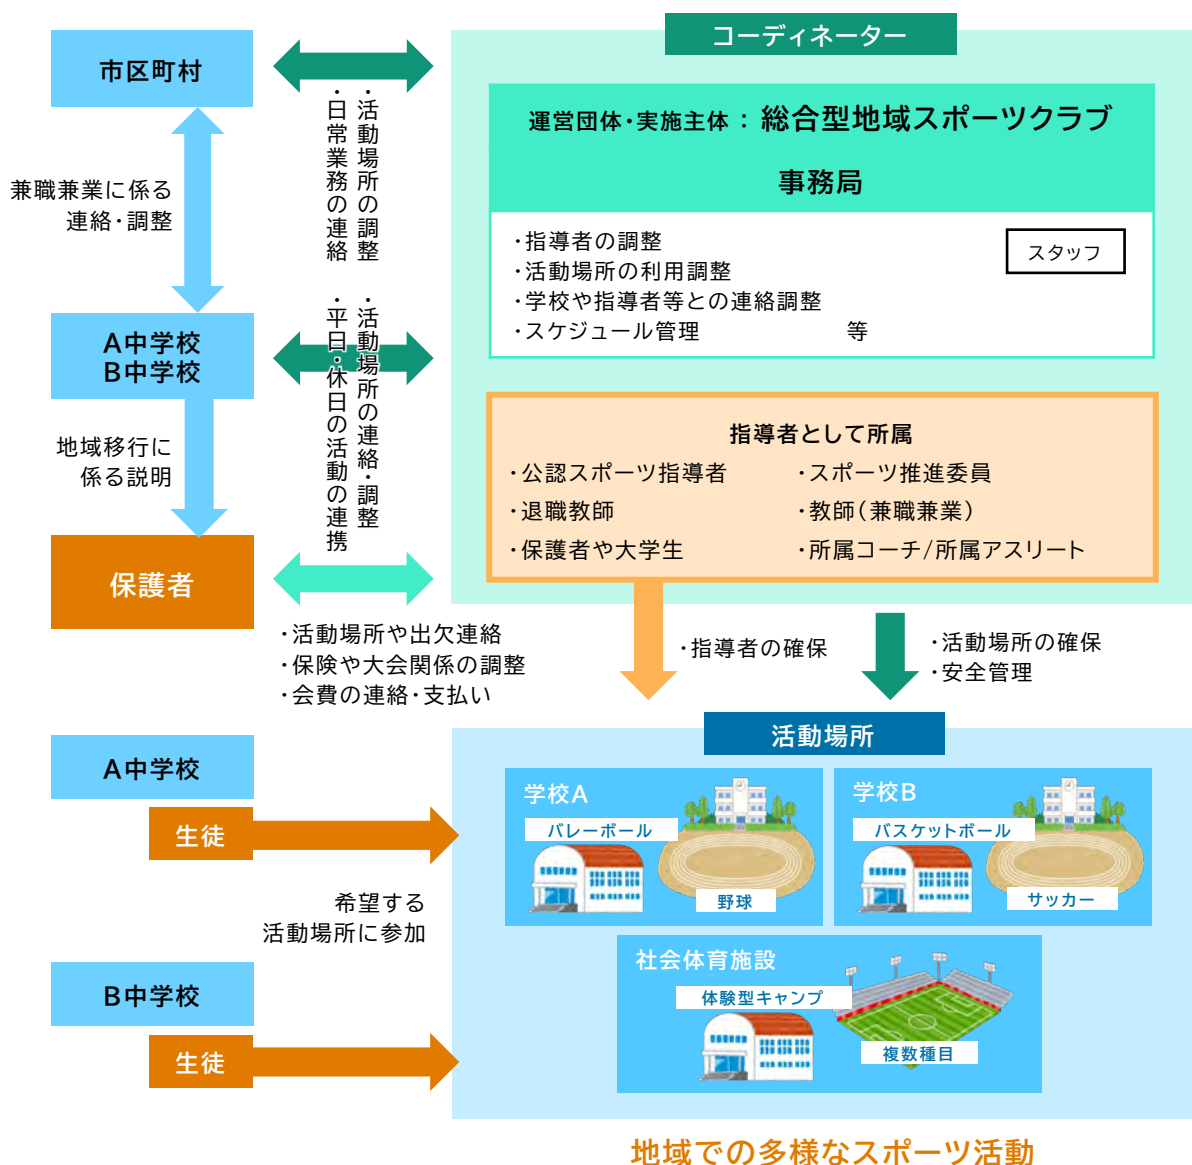 コーディネーター
市区町村
・活動場所の調整
・日常業務の連絡
運営団体・実施主体 : 総合型地域スポーツクラブ
事務局
・指導者の調整
・活動場所の利用調整
・学校や指導者等との連絡調整
・スケジュール管理 等
スタッフ
兼職兼業に係る
連絡・調整
A中学校
B中学校
・活動場所の連絡・調整
・平日・休日の活動の連携
指導者として所属
・公認スポーツ指導者
・スポーツ推進委員
・退職教師
・教師(兼職兼業)
・保護者や大学生
・所属コーチ/所属アスリート
地域移行に
係る説明
保護者
・活動場所や出欠連絡
・保険や大会関係の調整
・会費の連絡・支払い
・指導者の確保
・活動場所の確保
・安全管理
活動場所
A中学校
生徒
希望する
活動場所に参加
B中学校
生徒
学校A
バレーボール
野球
学校B
バスケットボール
サッカー
社会体育施設
体験型キャンプ
複数種目
地域での多様なスポーツ活動